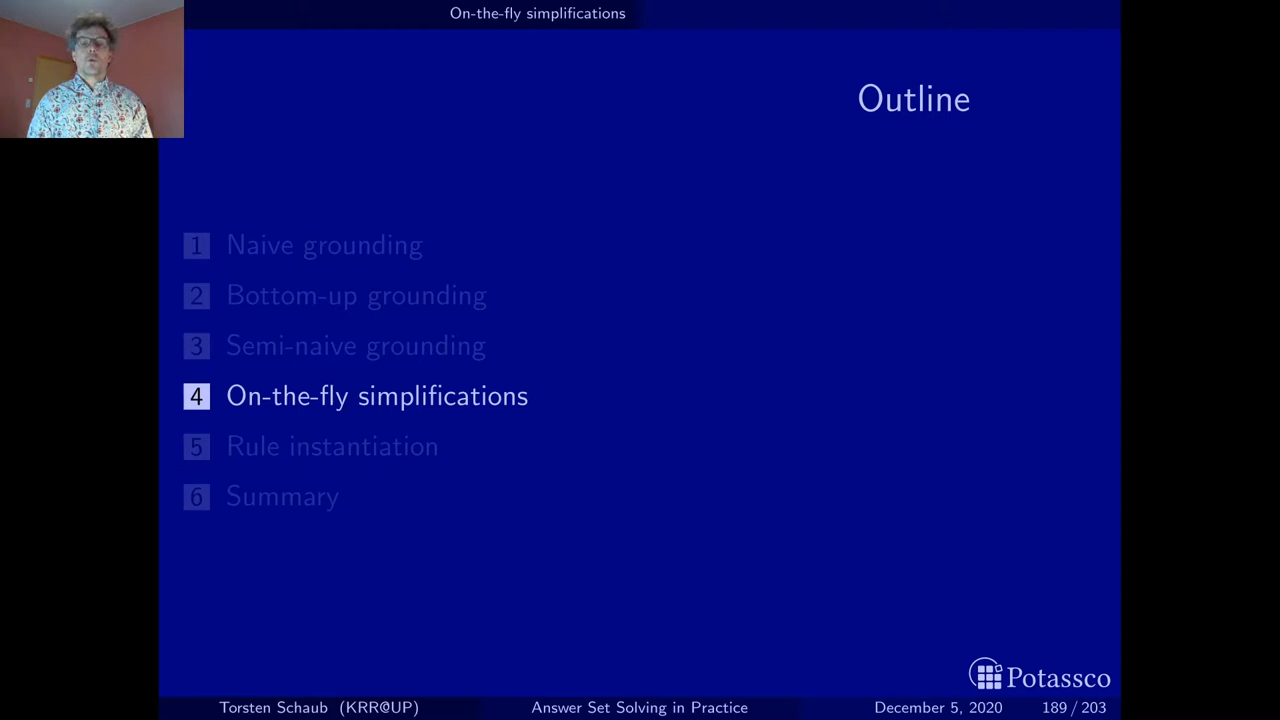 On-the-fly simplifications
Outline
1 Naive grounding
2 Bottom-up grounding
3 Semi-naive grounding
4 On-the-fly simplifications
5 Rule instantiation
6 Summary
Potassco
Torsten Schaub (KRR@UP) Answer Set Solving in Practice December 5, 2020 189 / 203